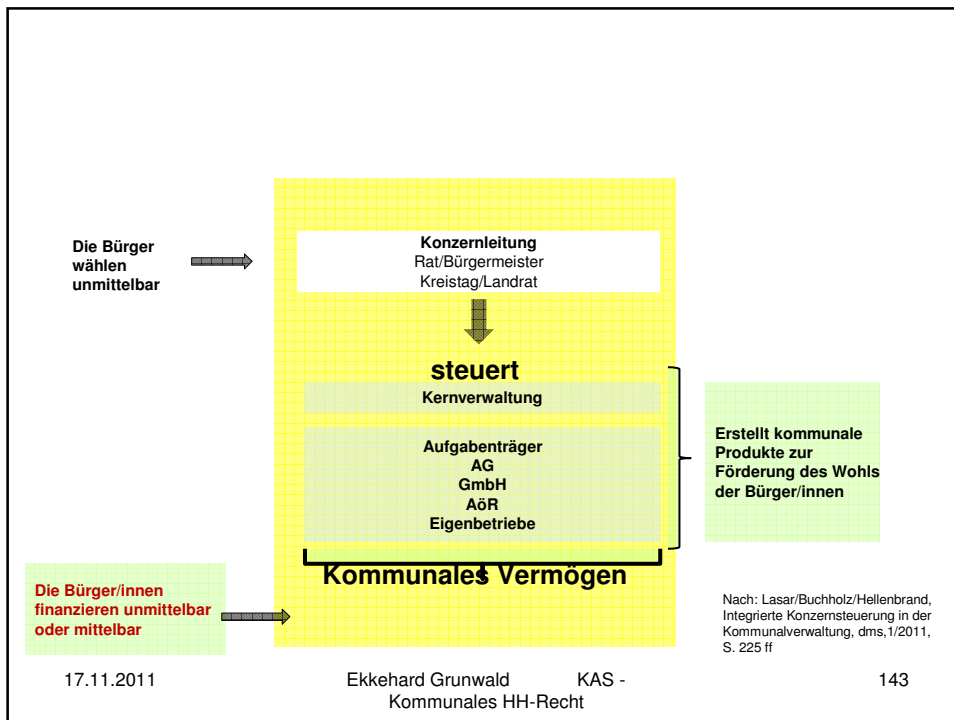 Die Bürger
wählen
unmittelbar
Konzernleitung
Rat/Bürgermeister
Kreistag/Landrat
steuert
Kernverwaltung
Aufgabenträger
AG
GmbH
AöR
Eigenbetriebe
Erstellt kommunale
Produkte zur
Förderung des Wohls
der Bürger/innen
Kommunales Vermögen
Die Bürger/innen
finanzieren unmittelbar
oder mittelbar
Nach: Lasar/Buchholz/Hellenbrand,
Integrierte Konzernsteuerung in der
Kommunalverwaltung, dms,1/2011,
S. 225 ff
17.11.2011
Ekkehard Grunwald KAS -
Kommunales HH-Recht
143